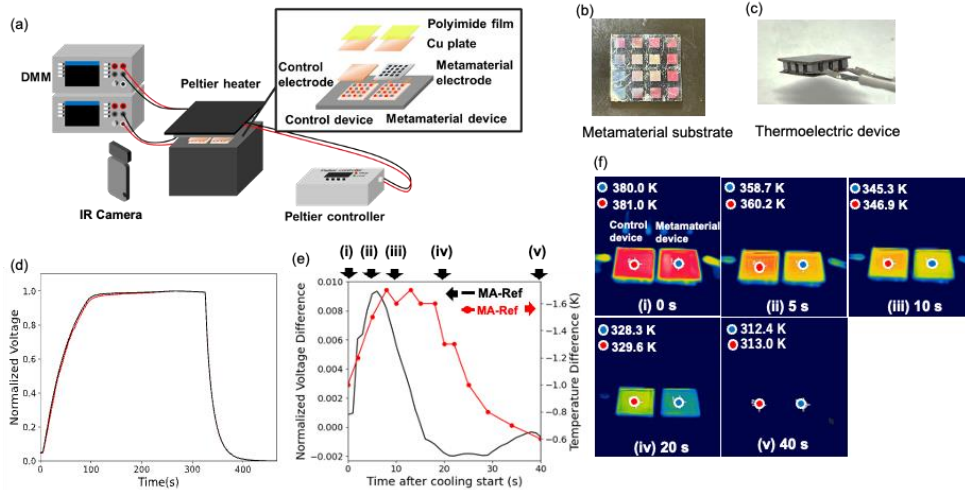 (a)
DMM
Peltier heater
Polyimide film
Cu plate
Control
electrode
Metamaterial
electrode
Control device
Metamaterial device
IR Camera
Peltier controller
(b)
Metamaterial substrate
(c)
Thermoelectric device
(d)
Normalized Voltage
1.0
0.8
0.6
0.4
0.2
0.0
0
100
200
300
400
Time(s)
(e)
(i)
(ii)
(iii)
(iv)
(v)
MA-Ref
MA-Ref
Normalized Voltage Difference
0.010
0.008
0.006
0.004
0.002
0.000
−0.002
0
10
20
30
40
Time after cooling start (s)
−1.6
−1.4
−1.2
−1.0
−0.8
−0.6
Temperature Difference (K)
(f)
380.0 K
381.0 K
Control
device
Metamaterial
device
(i) 0 s
358.7 K
360.2 K
(ii) 5 s
345.3 K
346.9 K
(iii) 10 s
328.3 K
329.6 K
(iv) 20 s
312.4 K
313.0 K
(v) 40 s